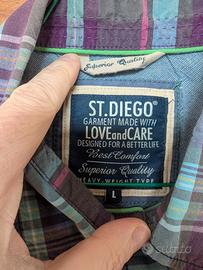 Superior Quality
ST.DIEGO®
GARMENT MADE WITH
LOVE and CARE
DESIGNED FOR A BETTER LIFE
Best Comfort
Superior Quality
HEAVY-WEIGHT TYPE
L
subito